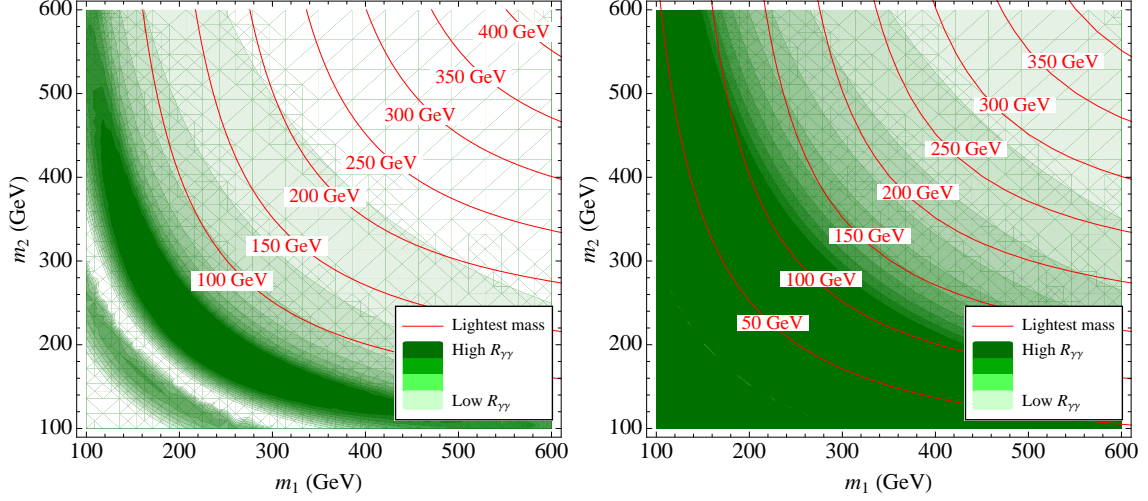 600
500
400
300
200
100
m2 (GeV)
400 GeV
350 GeV
300 GeV
250 GeV
200 GeV
150 GeV
100 GeV
Lightest mass
High Rγγ
Low Rγγ
100 200 300 400 500 600
m1 (GeV)
600
500
400
300
200
100
m2 (GeV)
350 GeV
300 GeV
250 GeV
200 GeV
150 GeV
100 GeV
50 GeV
Lightest mass
High Rγγ
Low Rγγ
100 200 300 400 500 600
m1 (GeV)